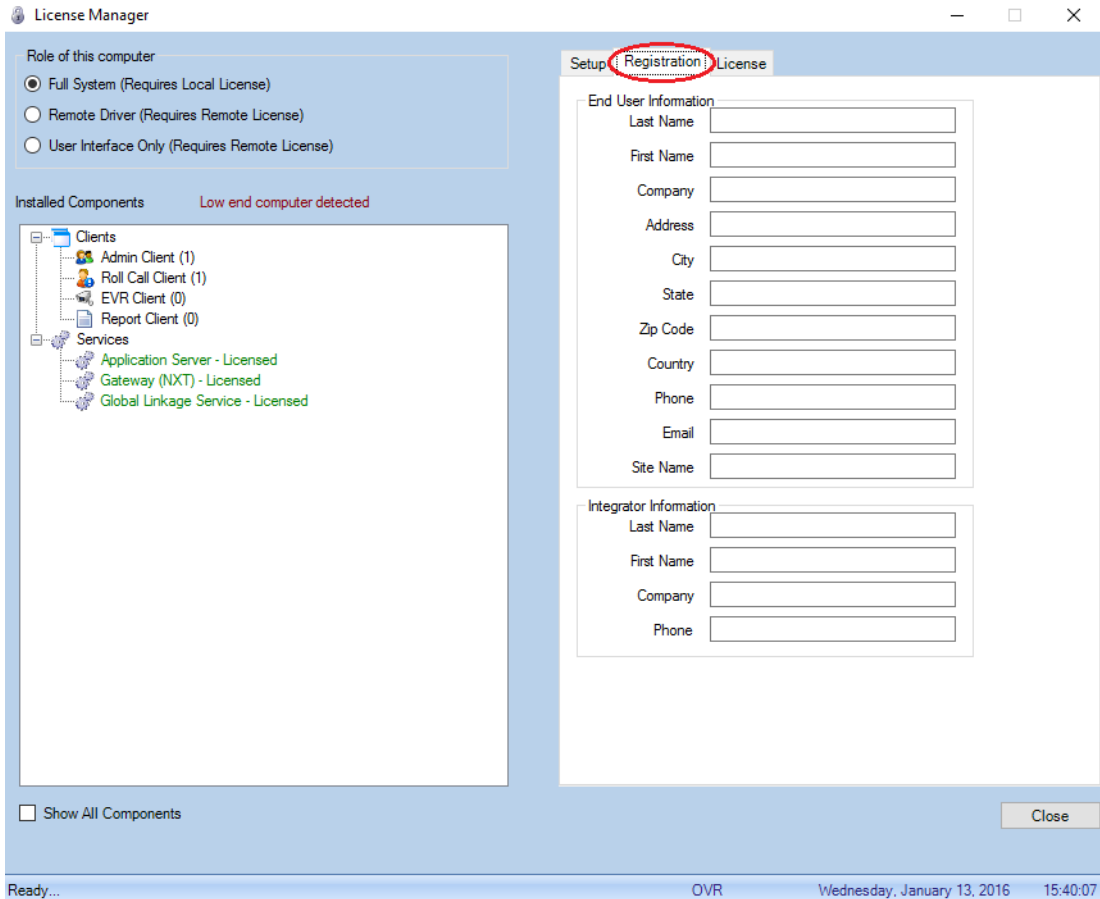 License Manager
Role of this computer
Full System (Requires Local License)
Remote Driver (Requires Remote License)
User Interface Only (Requires Remote License)
Installed Components Low end computer detected
Clients
Admin Client (1)
Roll Call Client (1)
EVR Client (0)
Report Client (0)
Services
Application Server - Licensed
Gateway (NXT) - Licensed
Global Linkage Service - Licensed
Show All Components
Setup Registration License
End User Information
Last Name
First Name
Company
Address
City
State
Zip Code
Country
Phone
Email
Site Name
Integrator Information
Last Name
First Name
Company
Phone
Close
Ready... OVR Wednesday, January 13, 2016 15:40:07